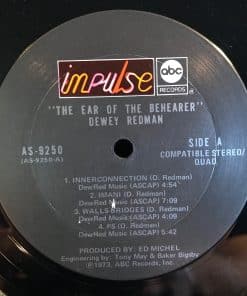 impulse
abc
RECORDS
"THE EAR OF THE BEHEARER"
DEWEY REDMAN
AS-9250
(AS-9250-A)
SIDE A
COMPATIBLE STEREO/
QUAD
1. INNERCONNECTION (D. Redman)
DewRed Music (ASCAP) 4:54
2. IMANI (D. Redman)
DewRed Music (ASCAP) 7:09
3. WALLS-BRIDGES (D. Redman)
DewRed Music (ASCAP) 4:09
4. PS (D. Redman)
DewRed Music (ASCAP) 5:42
PRODUCED BY: ED MICHEL
Engineering by: Tony May & Baker Bigsby
℗1973, ABC Records, Inc.